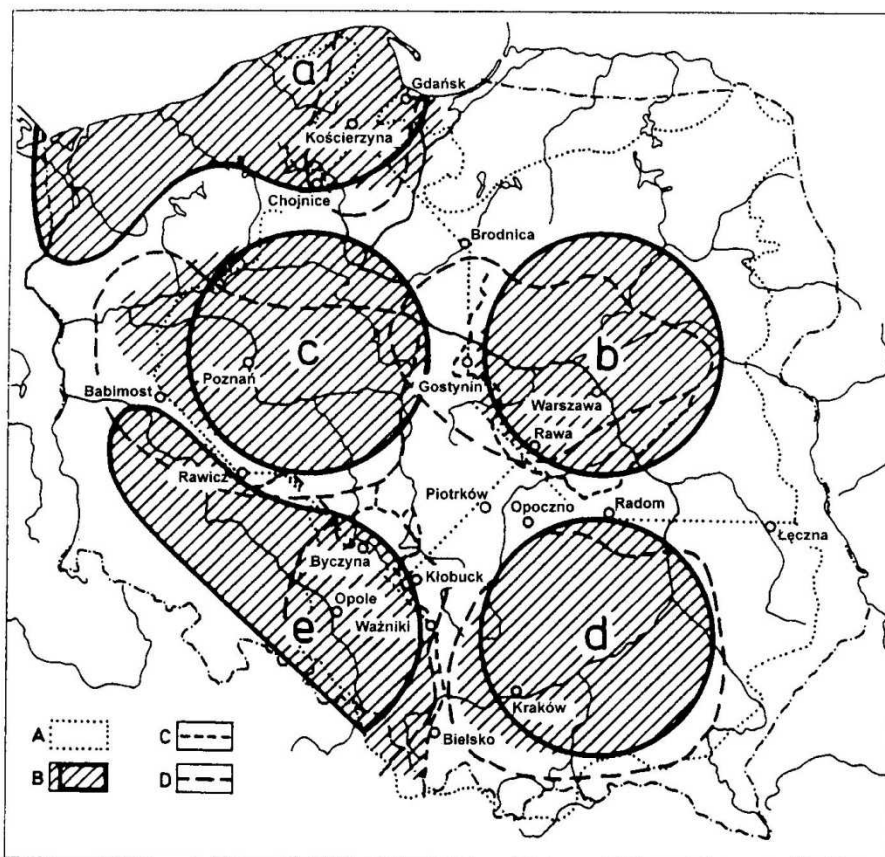 a
Gdańsk
Kościerzyna
Chojnice
Brodnica
c
b
Poznań
Gostynin
Warszawa
Babimost
Rawa
Rawicz
Piotrków
Opoczno
Radom
Łęczna
Byczyna
Kłobuck
Opole
e
Ważniki
d
Kraków
Bielsko
A
C
B
D